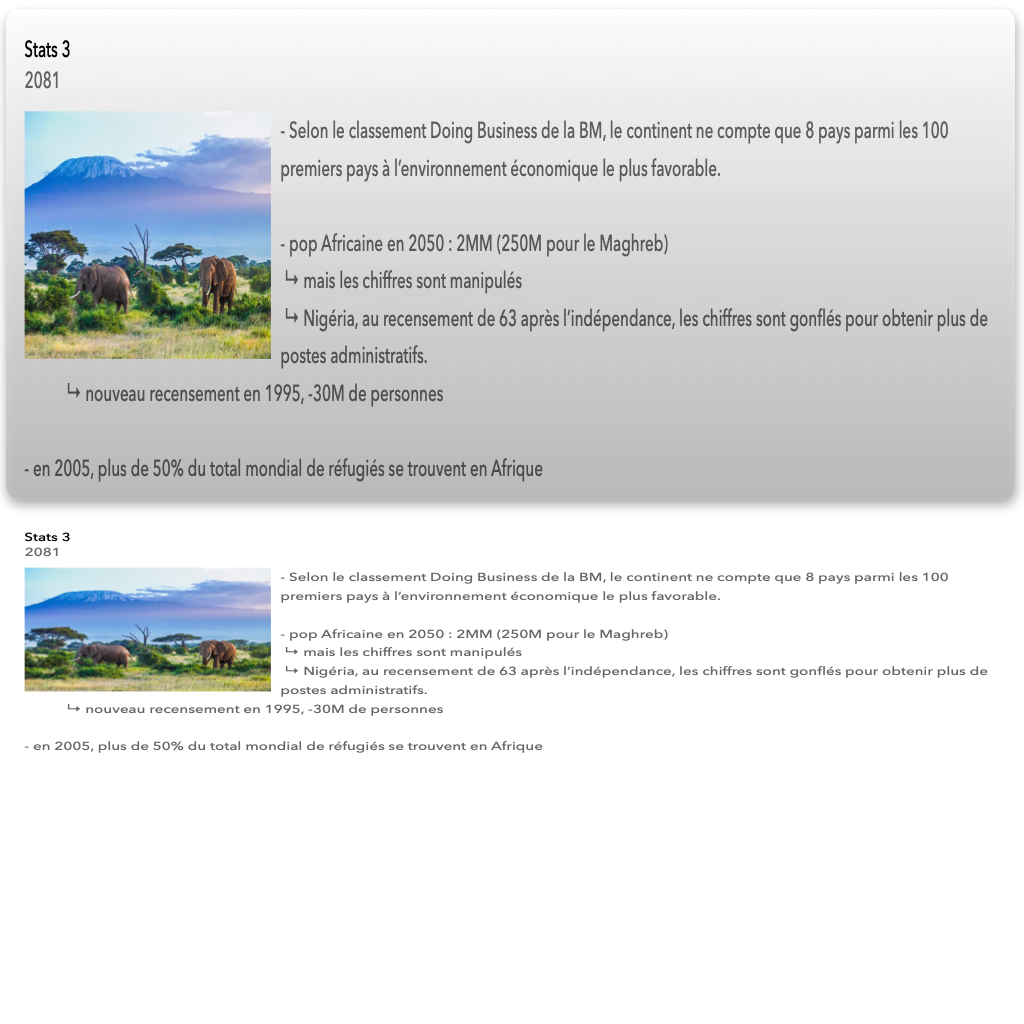 Stats 3
2081
- Selon le classement Doing Business de la BM, le continent ne compte que 8 pays parmi les 100
premiers pays à l’environnement économique le plus favorable.
- pop Africaine en 2050 : 2MM (250M pour le Maghreb)
↳ mais les chiffres sont manipulés
↳ Nigéria, au recensement de 63 après l’indépendance, les chiffres sont gonflés pour obtenir plus de
postes administratifs.
↳ nouveau recensement en 1995, -30M de personnes
- en 2005, plus de 50% du total mondial de réfugiés se trouvent en Afrique
Stats 3
2081
- Selon le classement Doing Business de la BM, le continent ne compte que 8 pays parmi les 100
premiers pays à l’environnement économique le plus favorable.
- pop Africaine en 2050 : 2MM (250M pour le Maghreb)
↳ mais les chiffres sont manipulés
↳ Nigéria, au recensement de 63 après l’indépendance, les chiffres sont gonflés pour obtenir plus de
postes administratifs.
↳ nouveau recensement en 1995, -30M de personnes
- en 2005, plus de 50% du total mondial de réfugiés se trouvent en Afrique